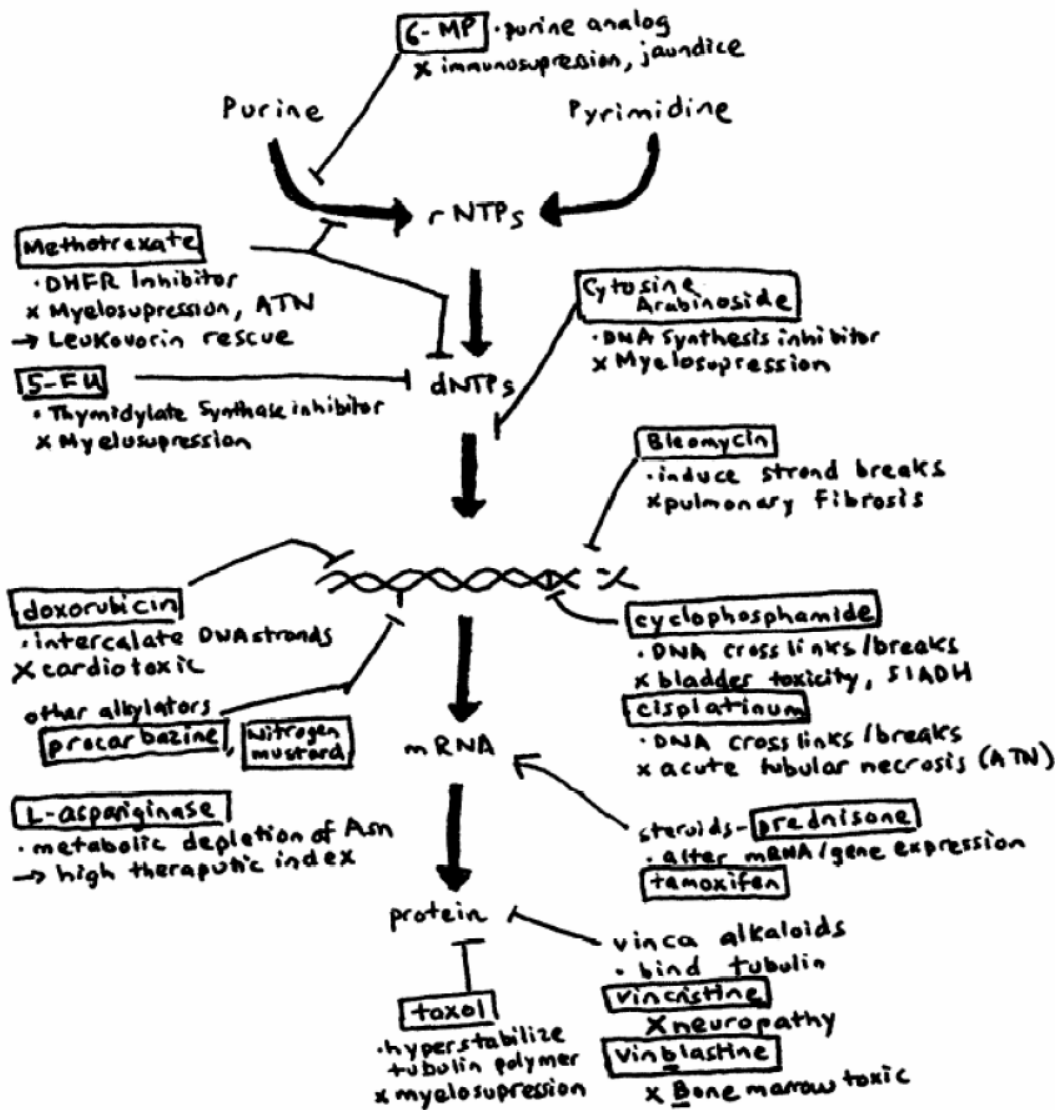 6-MP · purine analog
x immunosupression, jaundice
Purine
Pyrimidine
rNTPs
Methotrexate
· DHFR Inhibitor
x Myelosupression, ATN
→ Leukovorin rescue
Cytosine
Arabinoside
· DNA Synthesis inhibitor
x Myelosupression
5-FU
· Thymidylate Synthase inhibitor
x Myelosupression
dNTPs
Bleomycin
· induce strand breaks
x pulmonary Fibrosis
doxorubicin
· intercalate DNA strands
x cardiotoxic
other alkylators
procarbazine, Nitrogen
mustard
cyclophosphamide
· DNA cross links/breaks
x bladder toxicity, SIADH
cisplatinum
· DNA cross links/breaks
x acute tubular necrosis (ATN)
mRNA
L-aspariginase
· metabolic depletion of Asn
→ high theraputic index
steroids - prednisone
· alter mRNA/gene expression
tamoxifen
protein
vinca alkaloids
· bind tubulin
vincristine
x neuropathy
vinblastine
x Bone marrow toxic
taxol
· hyperstabilize
tubulin polymer
x myelosupression